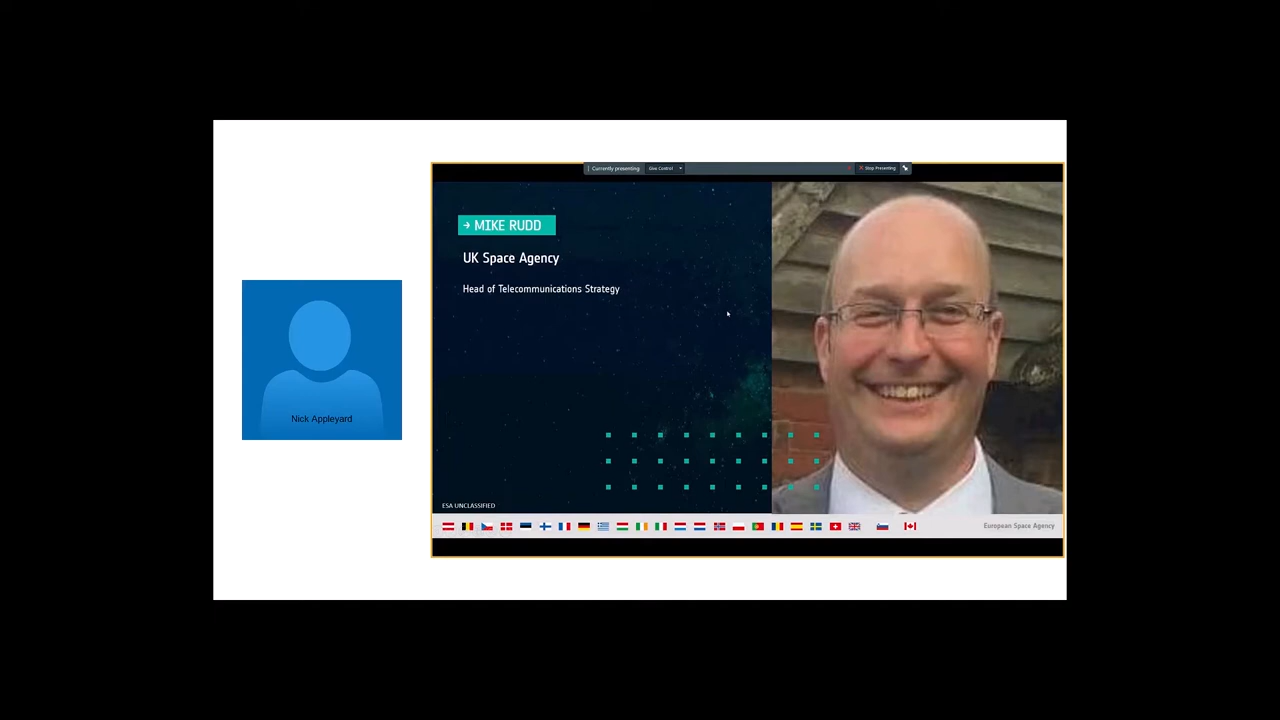 Currently presenting
Give Control
Stop Presenting
→ MIKE RUDD
UK Space Agency
Head of Telecommunications Strategy
Nick Appleyard
ESA UNCLASSIFIED
European Space Agency